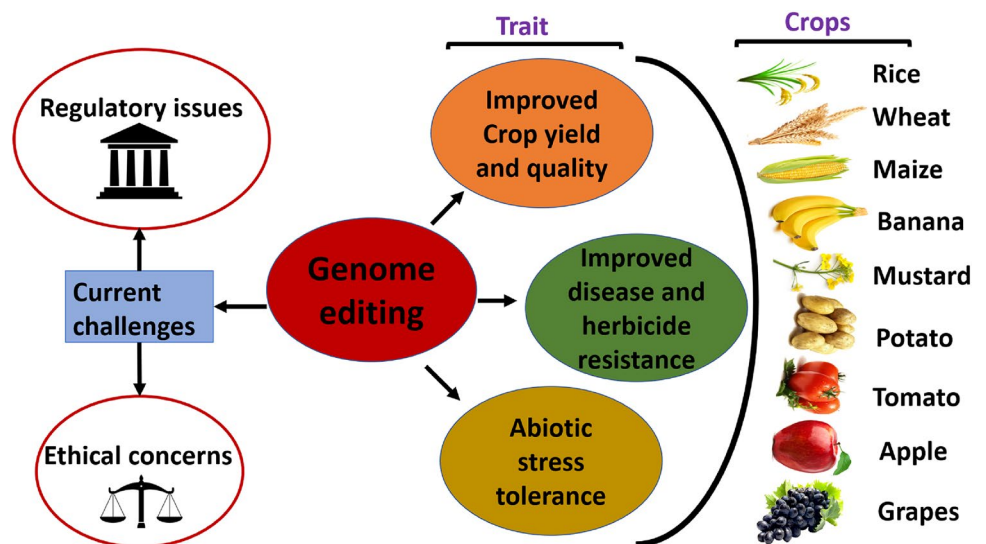 Trait
Crops
Regulatory issues
Current
challenges
Ethical concerns
Genome
editing
Improved
Crop yield
and quality
Improved
disease and
herbicide
resistance
Abiotic
stress
tolerance
Rice
Wheat
Maize
Banana
Mustard
Potato
Tomato
Apple
Grapes